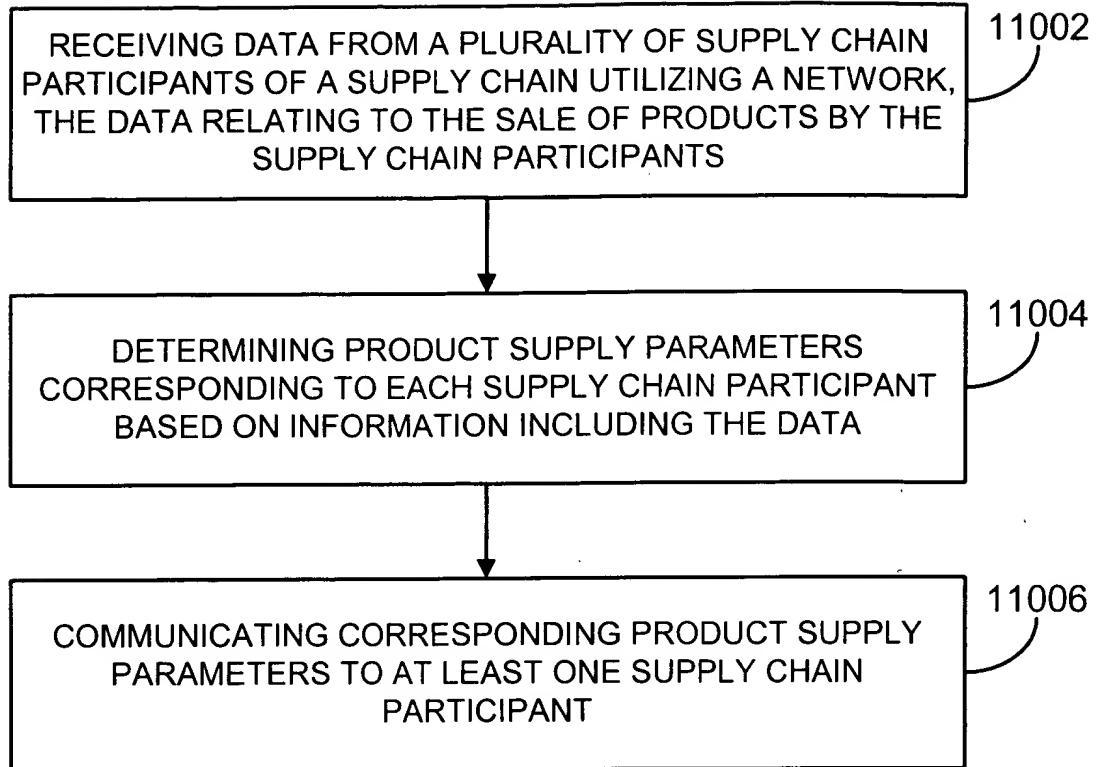 RECEIVING DATA FROM A PLURALITY OF SUPPLY CHAIN
PARTICIPANTS OF A SUPPLY CHAIN UTILIZING A NETWORK,
THE DATA RELATING TO THE SALE OF PRODUCTS BY THE
SUPPLY CHAIN PARTICIPANTS
11002
DETERMINING PRODUCT SUPPLY PARAMETERS
CORRESPONDING TO EACH SUPPLY CHAIN PARTICIPANT
BASED ON INFORMATION INCLUDING THE DATA
11004
COMMUNICATING CORRESPONDING PRODUCT SUPPLY
PARAMETERS TO AT LEAST ONE SUPPLY CHAIN
PARTICIPANT
11006